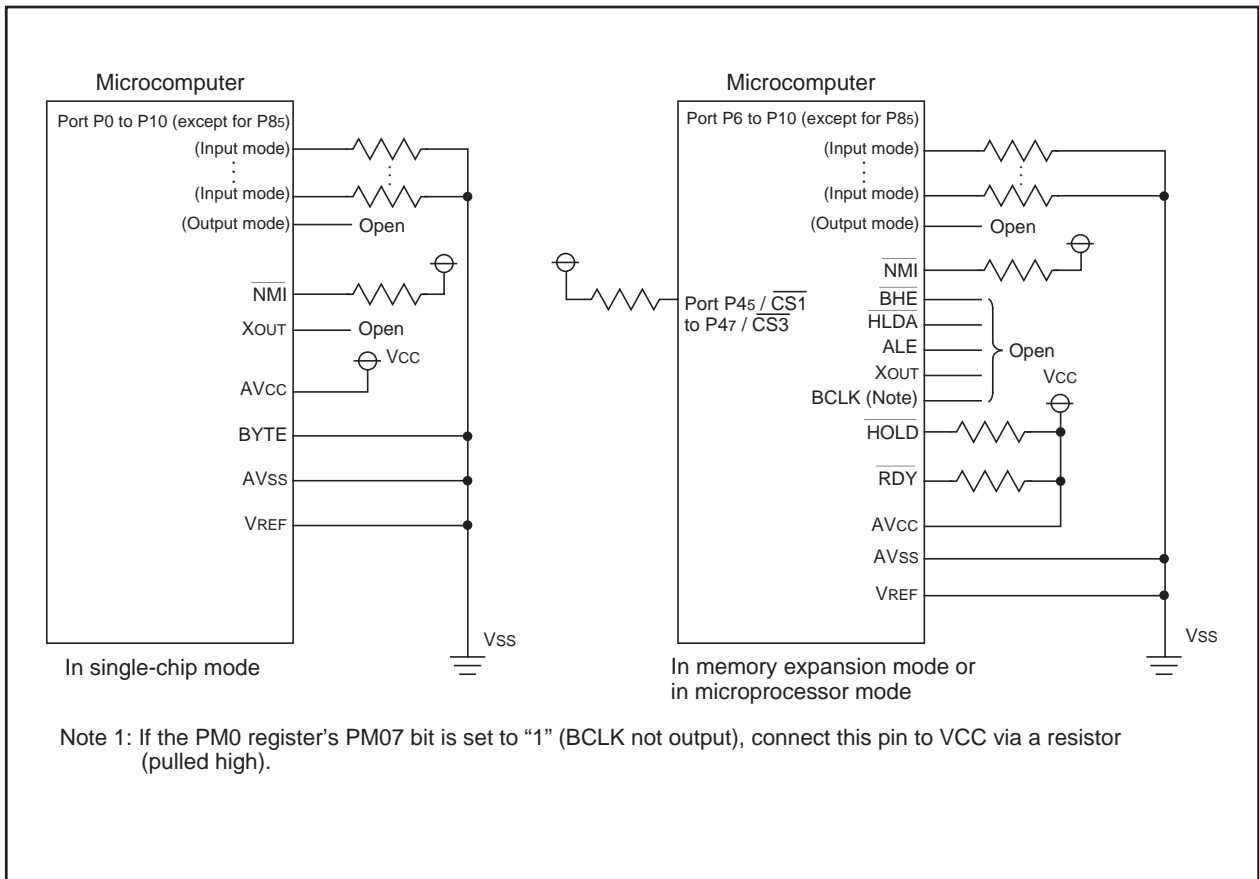 Microcomputer
Port P0 to P10 (except for P85)
(Input mode)
(Input mode)
(Output mode)
Open
NMI
XOUT
Open
VCC
AVCC
BYTE
AVSS
VREF
VSS
In single-chip mode
Microcomputer
Port P6 to P10 (except for P85)
(Input mode)
(Input mode)
(Output mode)
Open
NMI
Port P45 / CS1
to P47 / CS3
BHE
HLDA
ALE
XOUT
BCLK (Note)
Open
VCC
HOLD
RDY
AVCC
AVSS
VREF
VSS
In memory expansion mode or
in microprocessor mode
Note 1: If the PM0 register’s PM07 bit is set to “1” (BCLK not output), connect this pin to VCC via a resistor
(pulled high).